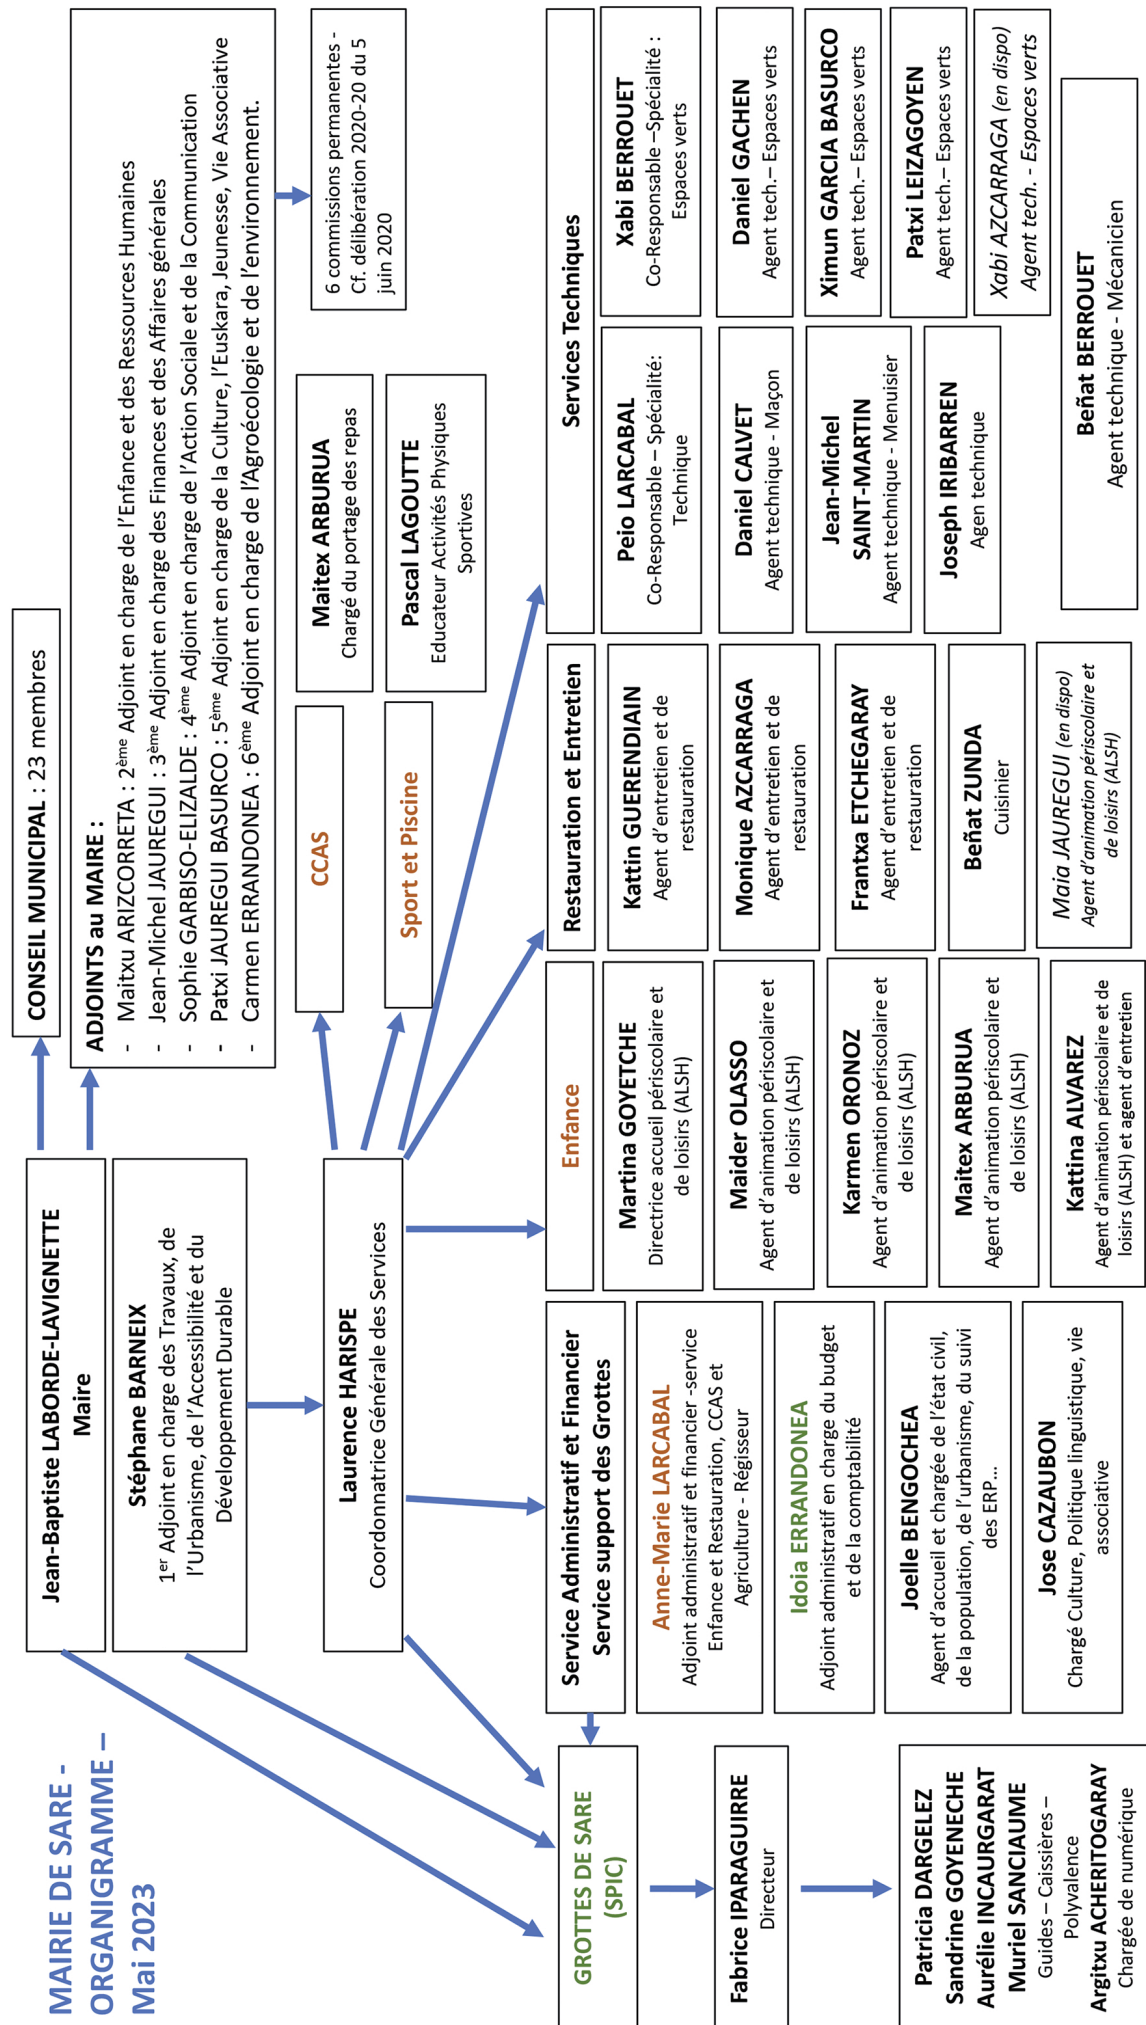 MAIRIE DE SARE -
ORGANIGRAMME –
Mai 2023
Jean-Baptiste LABORDE-LAVIGNETTE
Maire
CONSEIL MUNICIPAL : 23 membres
Stéphane BARNEIX
1er Adjoint en charge des Travaux, de
l’Urbanisme, de l’Accessibilité et du
Développement Durable
ADJOINTS au MAIRE :
- Maitxu ARIZCORRETA : 2ème Adjoint en charge de l’Enfance et des Ressources Humaines
- Jean-Michel JAUREGUI : 3ème Adjoint en charge des Finances et des Affaires générales
- Sophie GARBISO-ELIZALDE : 4ème Adjoint en charge de l’Action Sociale et de la Communication
- Patxi JAUREGUI BASURCO : 5ème Adjoint en charge de la Culture, l’Euskara, Jeunesse, Vie Associative
- Carmen ERRANDONEA : 6ème Adjoint en charge de l’Agroécologie et de l’environnement.
6 commissions permanentes -
Cf. délibération 2020-20 du 5
juin 2020
Laurence HARISPE
Coordonnatrice Générale des Services
CCAS
Maitex ARBURUA
Chargé du portage des repas
Sport et Piscine
Pascal LAGOUTTE
Educateur Activités Physiques
Sportives
GROTTES DE SARE
(SPIC)
Fabrice IPARAGUIRRE
Directeur
Patricia DARGELEZ
Sandrine GOYENECHE
Aurélie INCAURGARAT
Muriel SANCIAUME
Guides – Caissières –
Polyvalence
Argitxu ACHERITOGARAY
Chargée de numérique
Service Administratif et Financier
Service support des Grottes
Anne-Marie LARCABAL
Adjoint administratif et financier -service
Enfance et Restauration, CCAS et
Agriculture - Régisseur
Idoia ERRANDONEA
Adjoint administratif en charge du budget
et de la comptabilité
Joelle BENGOCHEA
Agent d’accueil et chargée de l’état civil,
de la population, de l’urbanisme, du suivi
des ERP…
Jose CAZAUBON
Chargé Culture, Politique linguistique, vie
associative
Enfance
Martina GOYETCHE
Directrice accueil périscolaire et
de loisirs (ALSH)
Maider OLASSO
Agent d’animation périscolaire et
de loisirs (ALSH)
Karmen ORONOZ
Agent d’animation périscolaire et
de loisirs (ALSH)
Maitex ARBURUA
Agent d’animation périscolaire et
de loisirs (ALSH)
Kattina ALVAREZ
Agent d’animation périscolaire et de
loisirs (ALSH) et agent d’entretien
Restauration et Entretien
Kattin GUERENDIAIN
Agent d’entretien et de
restauration
Monique AZCARRAGA
Agent d’entretien et de
restauration
Frantxa ETCHEGARAY
Agent d’entretien et de
restauration
Beñat ZUNDA
Cuisinier
Maia JAUREGUI (en dispo)
Agent d’animation périscolaire et
de loisirs (ALSH)
Services Techniques
Peio LARCABAL
Co-Responsable – Spécialité:
Technique
Daniel CALVET
Agent technique - Maçon
Jean-Michel
SAINT-MARTIN
Agent technique - Menuisier
Joseph IRIBARREN
Agen technique
Xabi BERROUET
Co-Responsable –Spécialité :
Espaces verts
Daniel GACHEN
Agent tech.– Espaces verts
Ximun GARCIA BASURCO
Agent tech.– Espaces verts
Patxi LEIZAGOYEN
Agent tech.– Espaces verts
Xabi AZCARRAGA (en dispo)
Agent tech. - Espaces verts
Beñat BERROUET
Agent technique - Mécanicien